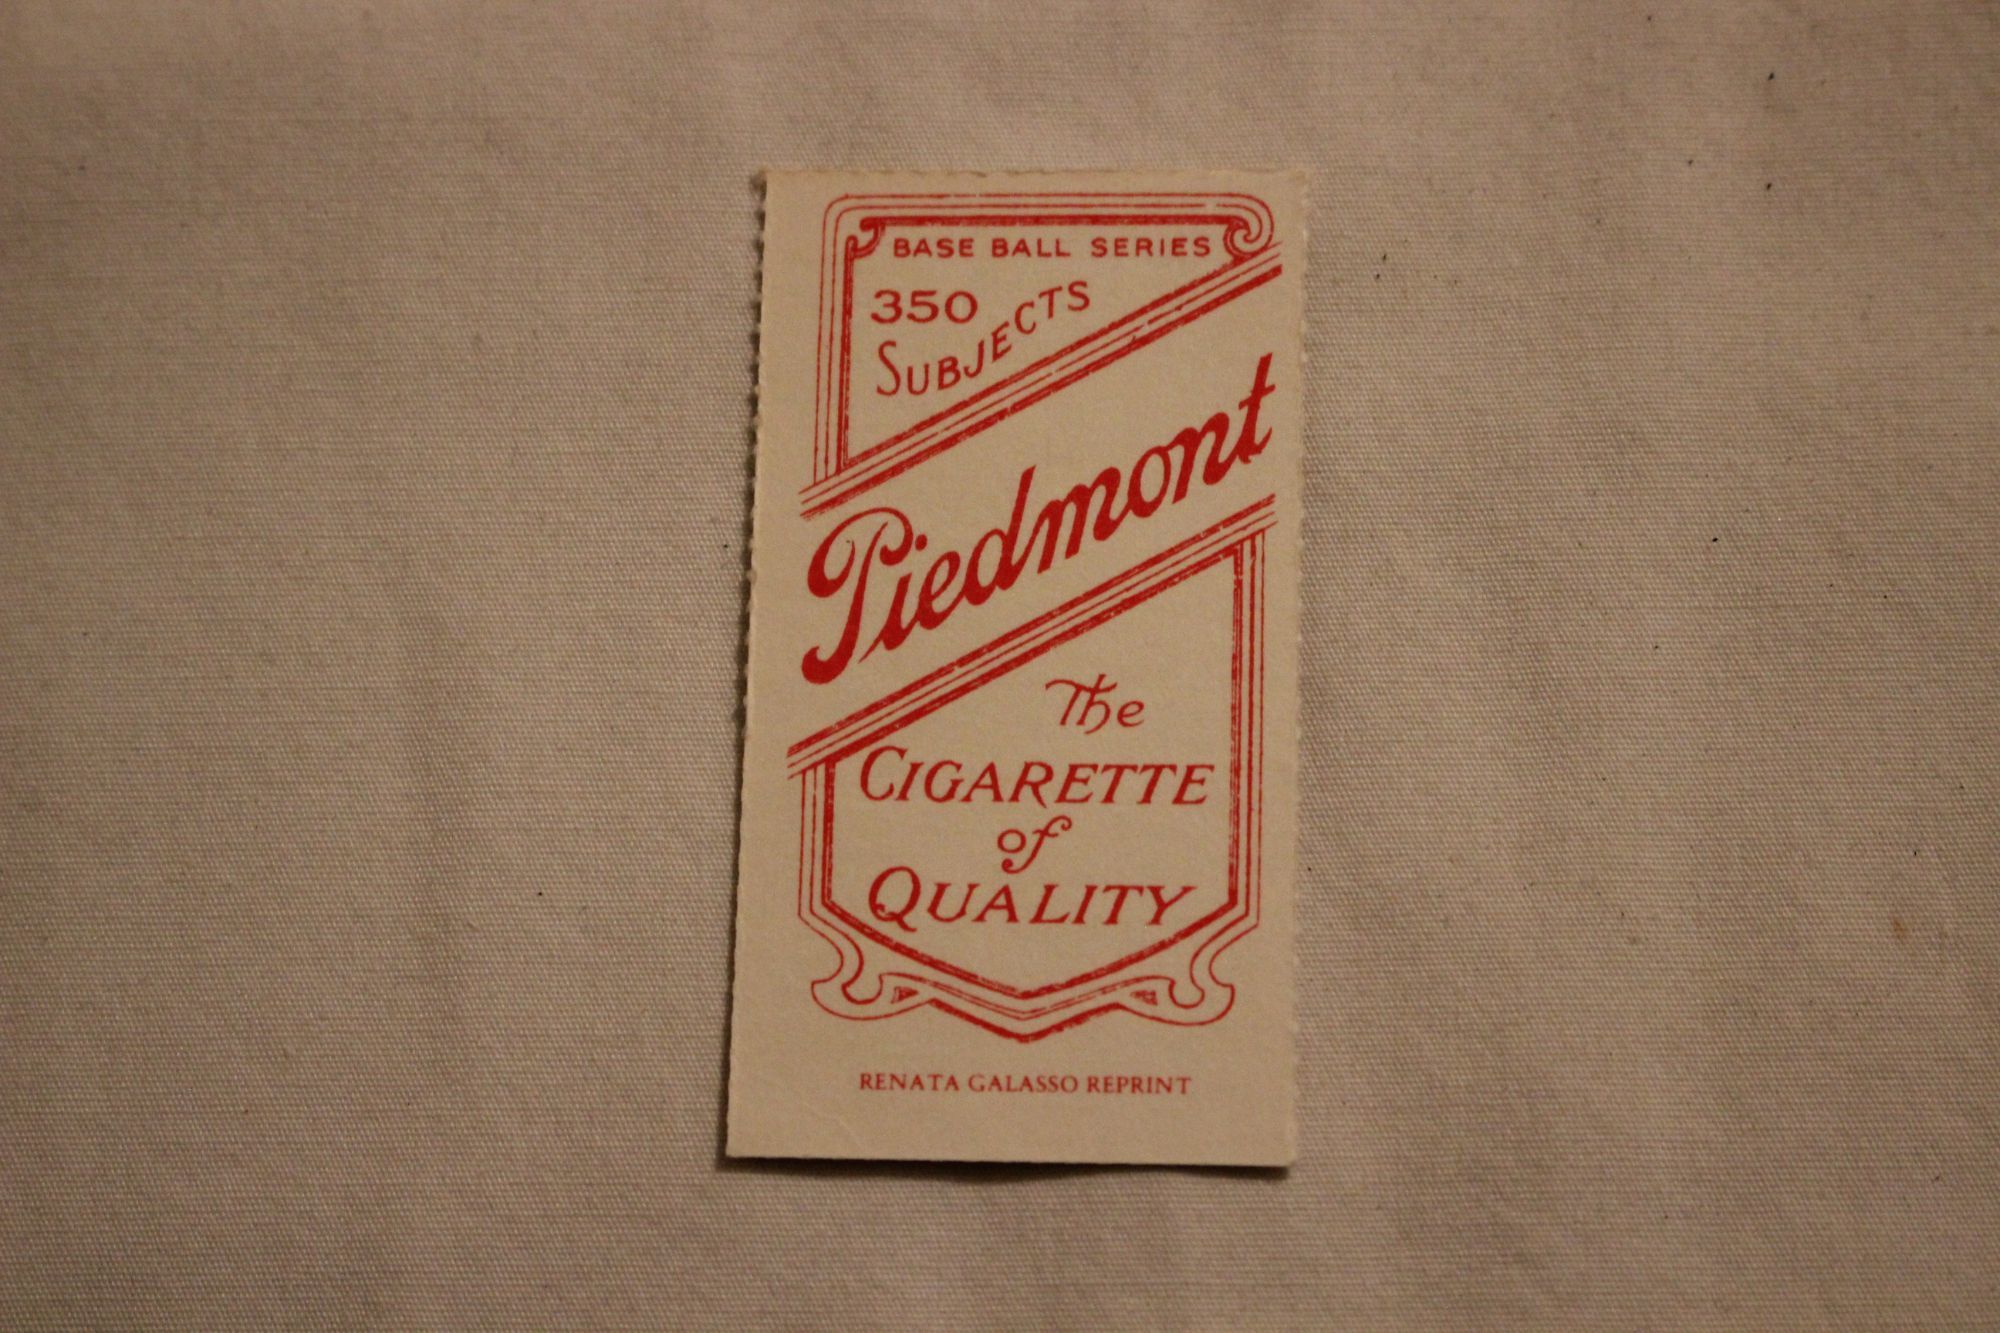 BASE BALL SERIES
350
SUBJECTS
Piedmont
The
CIGARETTE
of
QUALITY
RENATA GALASSO REPRINT